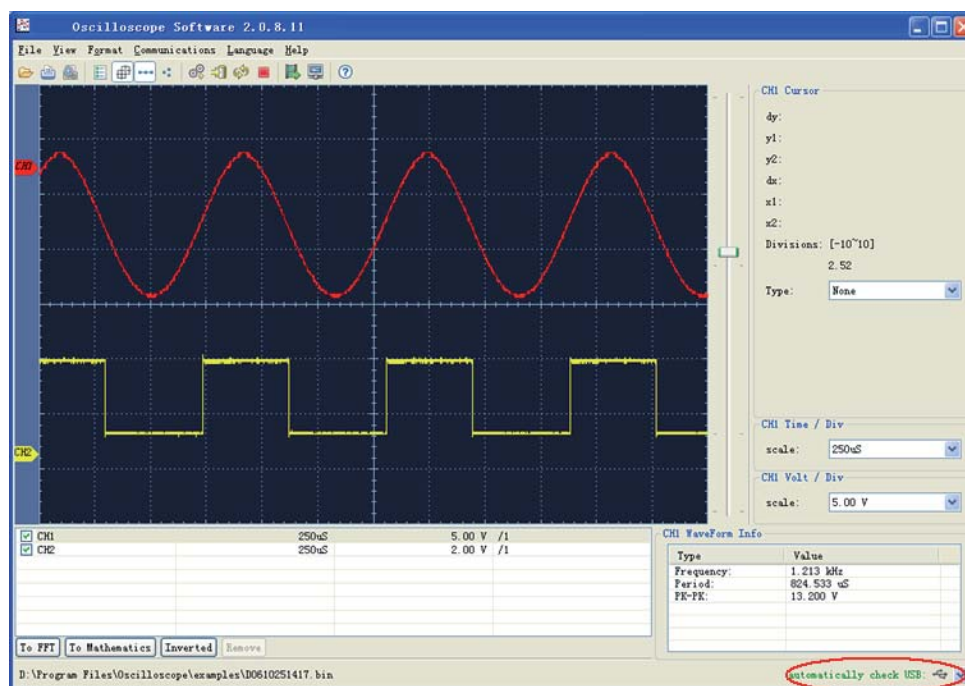 Oscilloscope Software 2.0.8.11
File View Format Communications Language Help
CH1
CH2
CH1 Cursor
dy:
y1:
y2:
dx:
x1:
x2:
Divisions: [-10~10]
2.52
Type: None
CH1 Time / Div
scale: 250uS
CH1 Volt / Div
scale: 5.00 V
CH1 250uS 5.00 V /1
CH2 250uS 2.00 V /1
To FFT To Mathematics Inverted Remove
CH1 WaveForm Info
Type Value
Frequency: 1.213 kHz
Period: 824.533 uS
PK-PK: 13.200 V
D:\Program Files\Oscilloscope\examples\D0610251417.bin
automatically check USB: